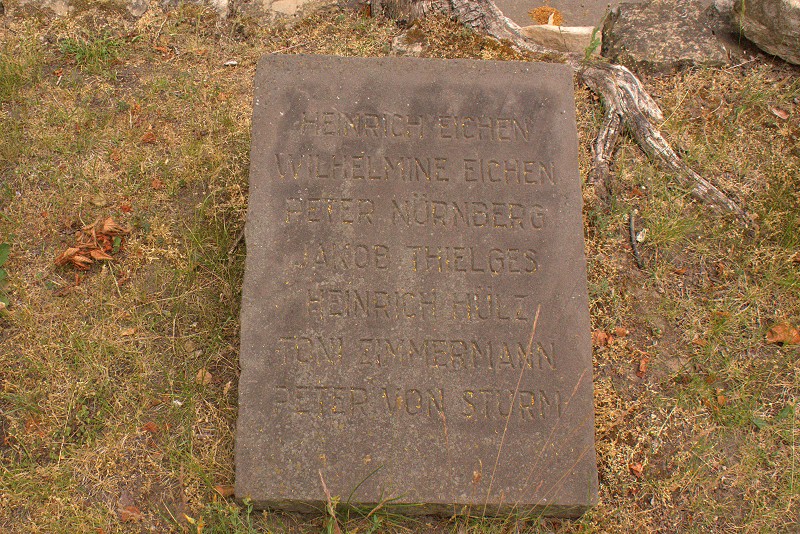 HEINRICH EICHEN
WILHELMINE EICHEN
PETER NÜRNBERG
JAKOB THIELGES
HEINRICH HÜLZ
TONI ZIMMERMANN
PETER VON STURM